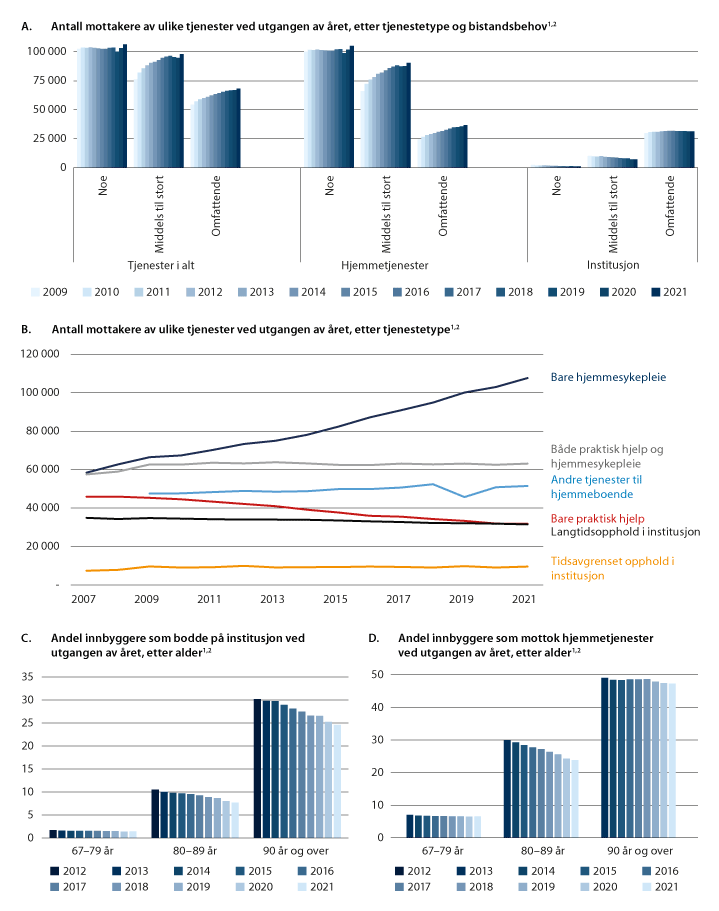 A. Antall mottakere av ulike tjenester ved utgangen av året, etter tjenestetype og bistandsbehov1,2
100 000
75 000
50 000
25 000
0
Noe
Middels til stort
Omfattende
Noe
Middels til stort
Omfattende
Noe
Middels til stort
Omfattende
Tjenester i alt
Hjemmetjenester
Institusjon
2009 2010 2011 2012 2013 2014 2015 2016 2017 2018 2019 2020 2021
B. Antall mottakere av ulike tjenester ved utgangen av året, etter tjenestetype1,2
120 000
100 000
80 000
60 000
40 000
20 000
-
2007 2009 2011 2013 2015 2017 2019 2021
Bare hjemmesykepleie
Både praktisk hjelp og
hjemmesykepleie
Andre tjenester til
hjemmeboende
Bare praktisk hjelp
Langtidsopphold i institusjon
Tidsavgrenset opphold i
institusjon
C. Andel innbyggere som bodde på institusjon ved
utgangen av året, etter alder1,2
35
30
25
20
15
10
5
0
67–79 år 80–89 år 90 år og over
2012 2013 2014 2015 2016
2017 2018 2019 2020 2021
D. Andel innbyggere som mottok hjemmetjenester
ved utgangen av året, etter alder1,2
50
40
30
20
10
0
67–79 år 80–89 år 90 år og over
2012 2013 2014 2015 2016
2017 2018 2019 2020 2021